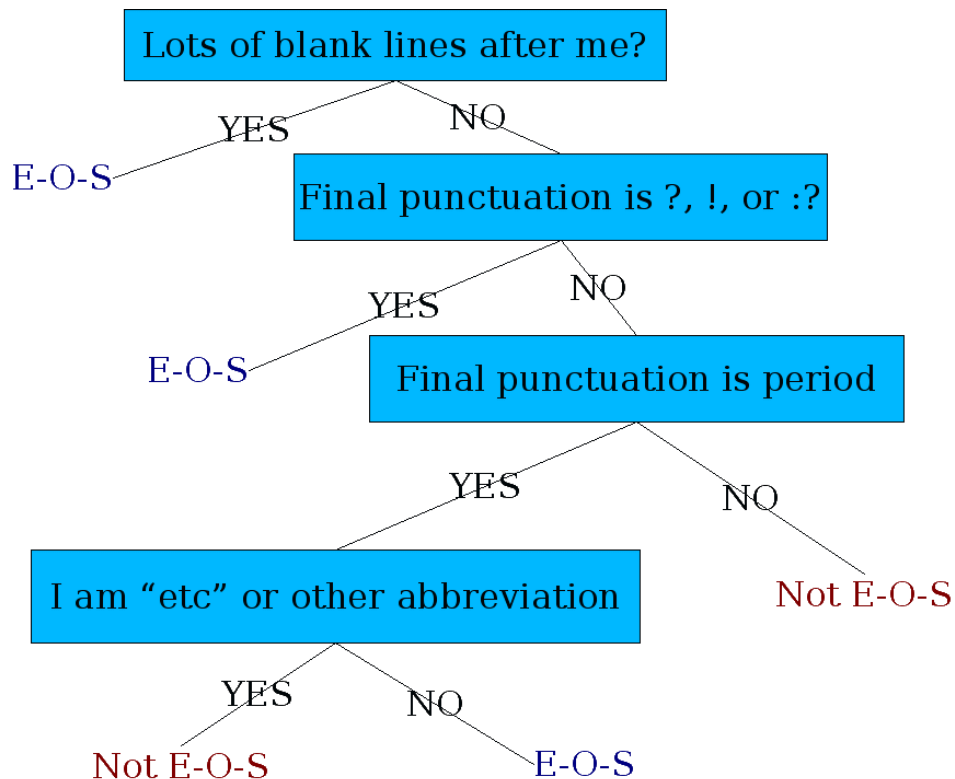 Lots of blank lines after me?
YES
NO
E-O-S
Final punctuation is ?, !, or :?
YES
NO
E-O-S
Final punctuation is period
YES
NO
I am “etc” or other abbreviation
Not E-O-S
YES
NO
Not E-O-S
E-O-S